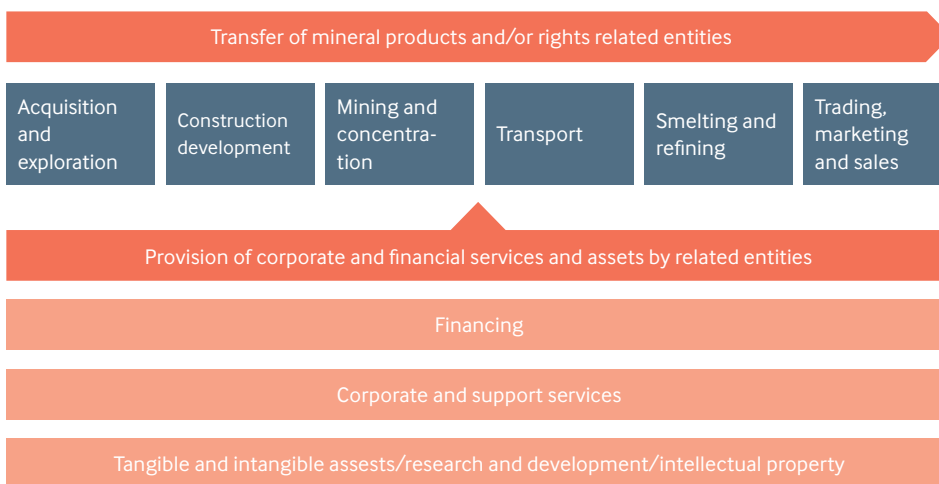 Transfer of mineral products and/or rights related entities
Acquisition
and
exploration
Construction
development
Mining and
concentra-
tion
Transport
Smelting and
refining
Trading,
marketing
and sales
Provision of corporate and financial services and assets by related entities
Financing
Corporate and support services
Tangible and intangible assests/research and development/intellectual property